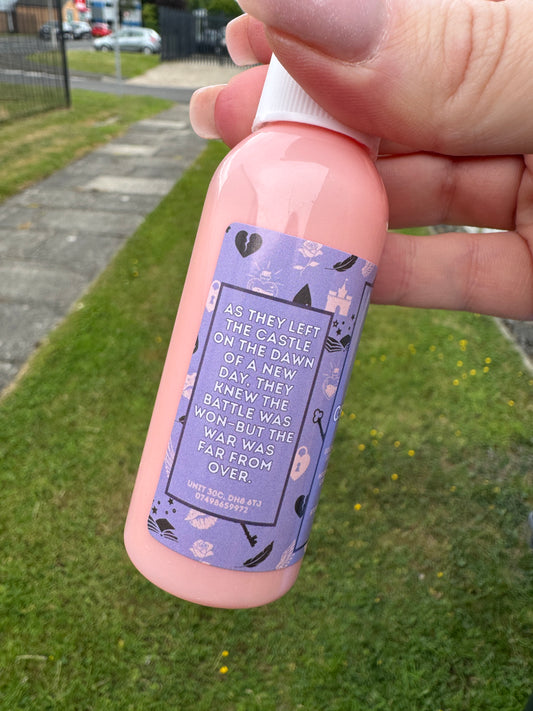 AS THEY LEFT
THE CASTLE
ON THE DAWN
OF A NEW
DAY. THEY
KNEW THE
BATTLE WAS
WON-BUT THE
WAR WAS
FAR FROM
OVER.
UNIT 30C, DH8 6TJ
07498659972